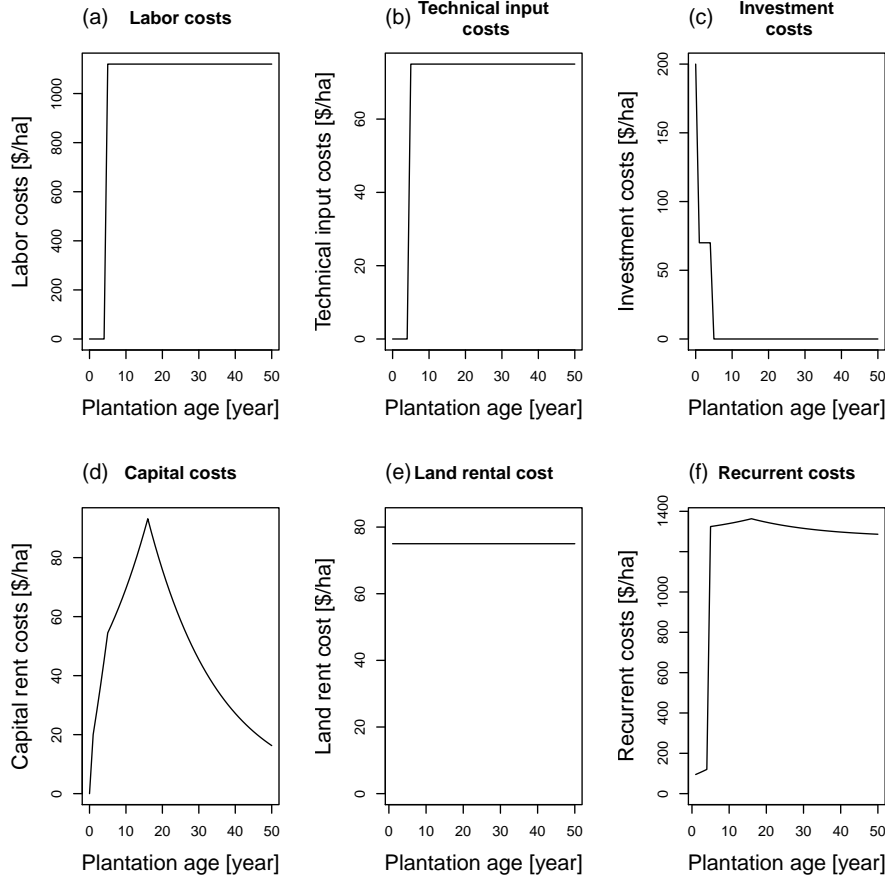 (a) Labor costs
Labor costs [$/ha]
0 200 400 600 800 1000
0 10 20 30 40 50
Plantation age [year]
(b) Technical input
costs
Technical input costs [$/ha]
0 20 40 60
0 10 20 30 40 50
Plantation age [year]
(c) Investment
costs
Investment costs [$/ha]
0 50 100 150 200
0 10 20 30 40 50
Plantation age [year]
(d) Capital costs
Capital rent costs [$/ha]
0 20 40 60 80
0 10 20 30 40 50
Plantation age [year]
(e) Land rental cost
Land rent cost [$/ha]
0 20 40 60 80
0 10 20 30 40 50
Plantation age [year]
(f) Recurrent costs
Recurrent costs [$/ha]
0 200 400 600 800 1000 1400
0 10 20 30 40 50
Plantation age [year]